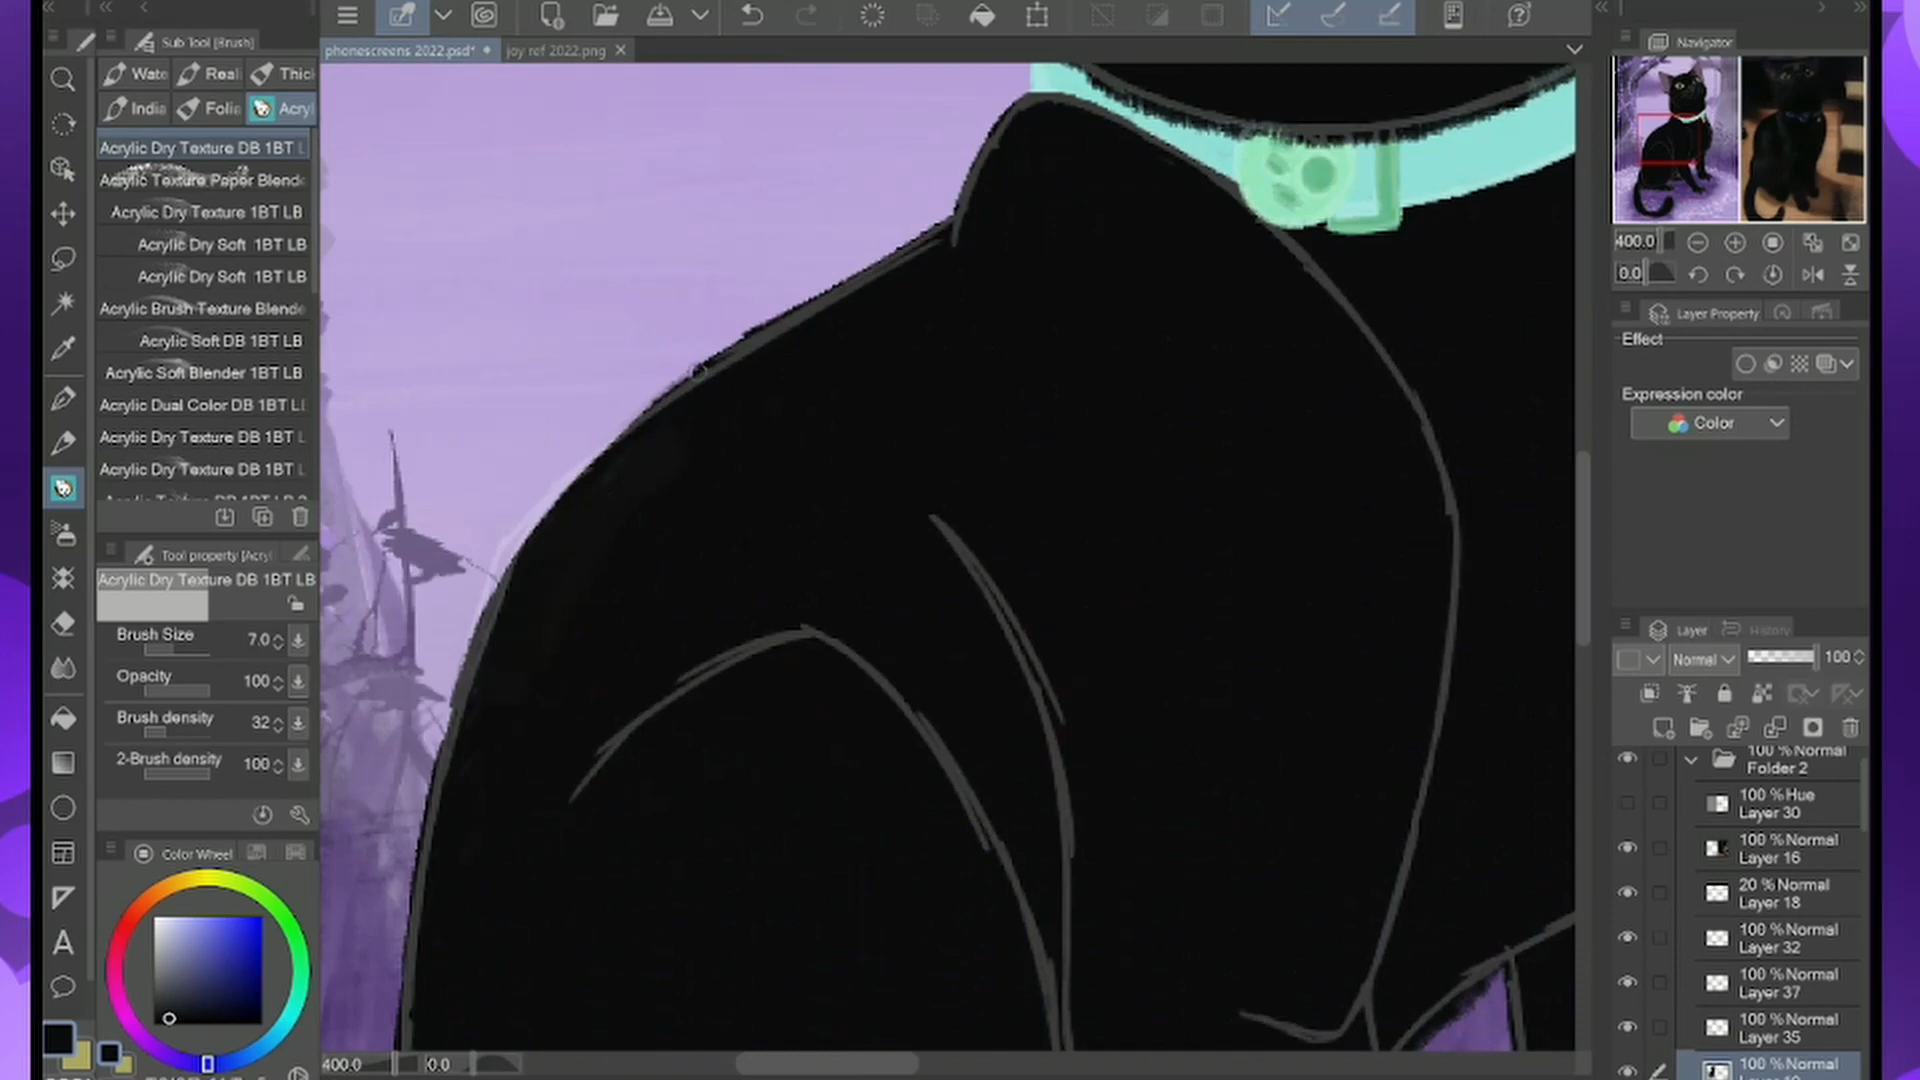 Sub Tool [Brush]
Wate
Real
Thic
India
Folia
Acryl
Acrylic Dry Texture DB 1BT L
Acrylic Texture Paper Blende
Acrylic Dry Texture 1BT LB
Acrylic Dry Soft 1BT LB
Acrylic Dry Soft 1BT LB
Acrylic Brush Texture Blende
Acrylic Soft DB 1BT LB
Acrylic Soft Blender 1BT LB
Acrylic Dual Color DB 1BT L
Acrylic Dry Texture DB 1BT L
Acrylic Dry Texture DB 1BT L
Tool property [Acryl
Acrylic Dry Texture DB 1BT LB
Brush Size 7.0
Opacity 100
Brush density 32
2-Brush density 100
Color Wheel
phonescreens 2022.psd*
joy ref 2022.png
400.0
0.0
Navigator
400.0
0.0
Layer Property
Effect
Expression color
Color
Layer
History
Normal
100
100 % Normal
Folder 2
100 % Hue
Layer 30
100 % Normal
Layer 16
20 % Normal
Layer 18
100 % Normal
Layer 32
100 % Normal
Layer 37
100 % Normal
Layer 35
100 % Normal